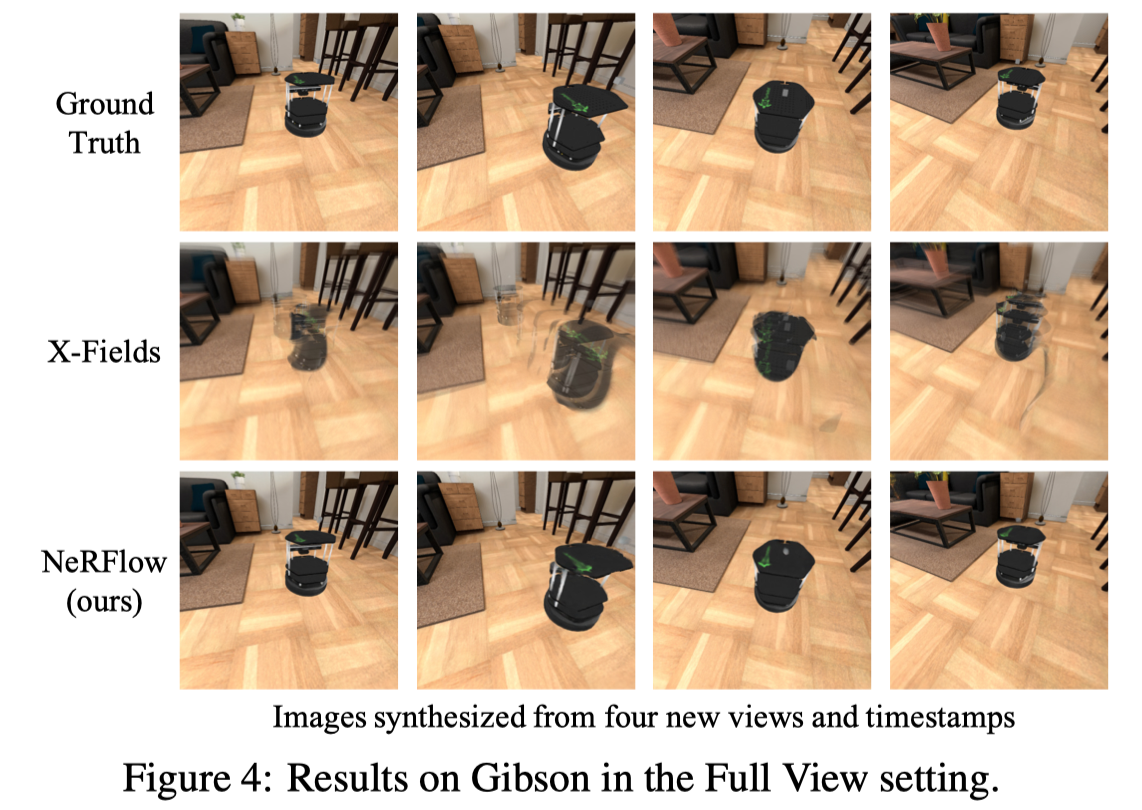 Ground
Truth
X-Fields
NeRFlow
(ours)
Images synthesized from four new views and timestamps
Figure 4: Results on Gibson in the Full View setting.